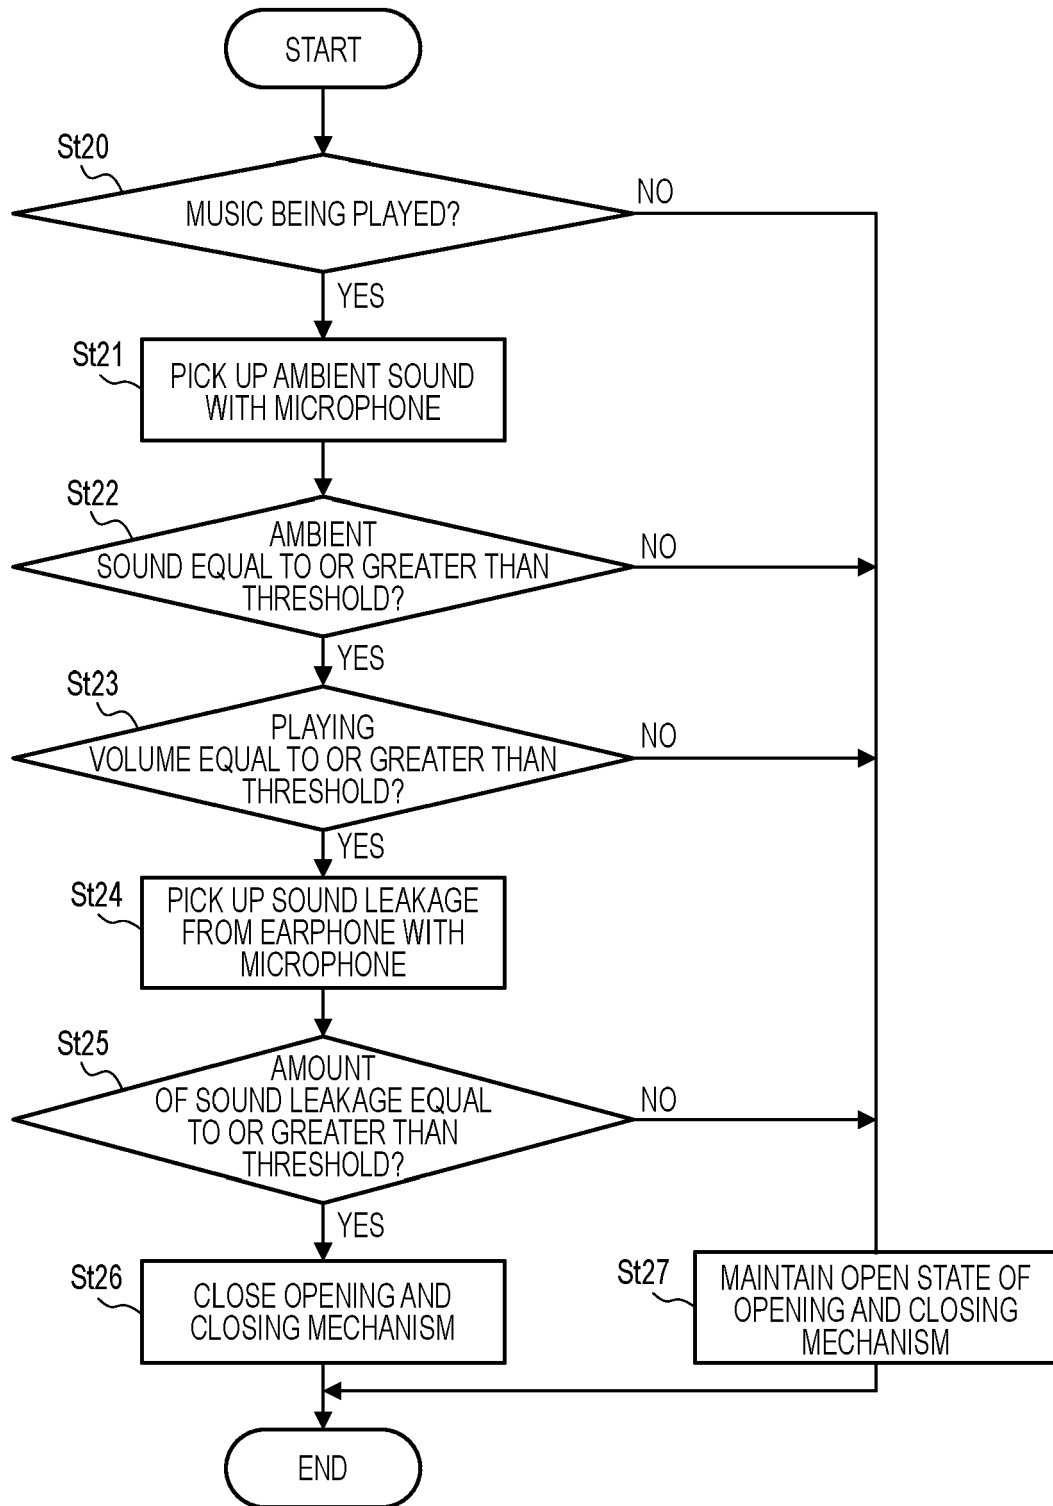 START
St20
MUSIC BEING PLAYED?
NO
YES
St21
PICK UP AMBIENT SOUND
WITH MICROPHONE
St22
AMBIENT
SOUND EQUAL TO OR GREATER THAN
THRESHOLD?
NO
YES
St23
PLAYING
VOLUME EQUAL TO OR GREATER THAN
THRESHOLD?
NO
YES
St24
PICK UP SOUND LEAKAGE
FROM EARPHONE WITH
MICROPHONE
St25
AMOUNT
OF SOUND LEAKAGE EQUAL
TO OR GREATER THAN
THRESHOLD?
NO
YES
St26
CLOSE OPENING AND
CLOSING MECHANISM
St27
MAINTAIN OPEN STATE OF
OPENING AND CLOSING
MECHANISM
END